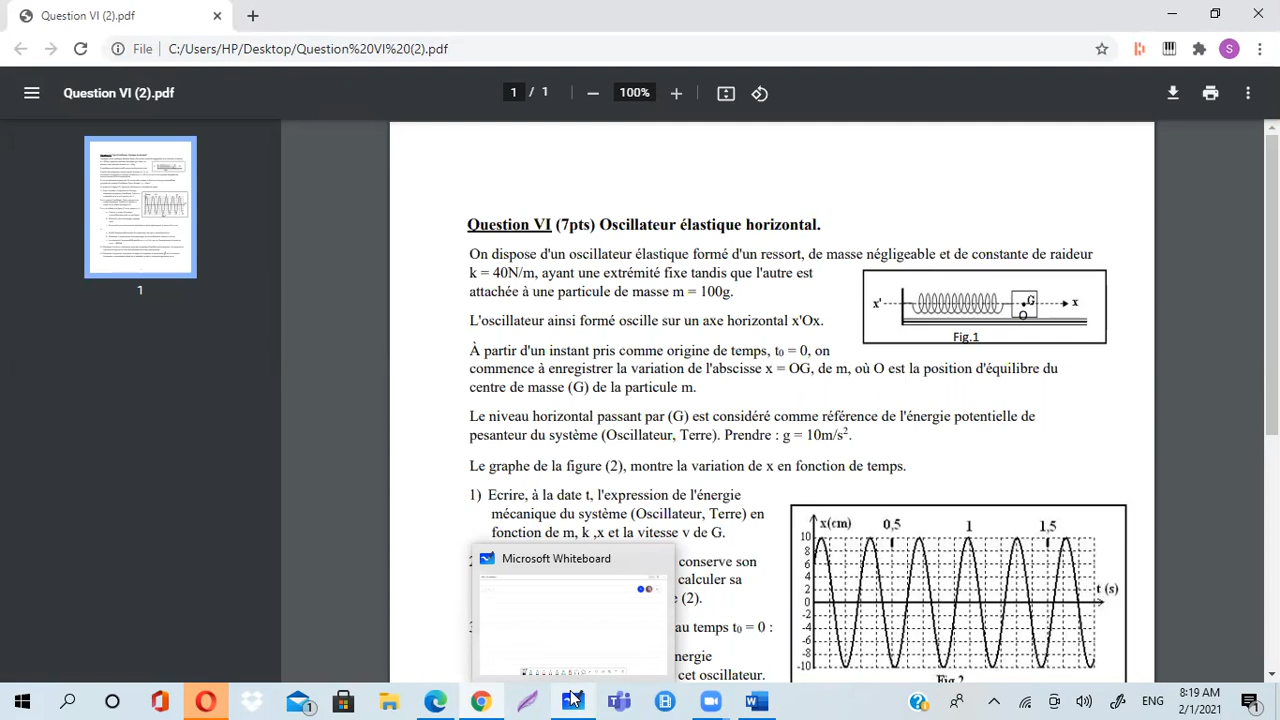 Question VI (2).pdf
File
C:/Users/HP/Desktop/Question%20VI%20(2).pdf
S
Question VI (2).pdf
1 / 1
100%
1
Question VI (7pts) Oscillateur élastique horizontal.
On dispose d'un oscillateur élastique formé d'un ressort, de masse négligeable et de constante de raideur
k = 40N/m, ayant une extrémité fixe tandis que l'autre est
attachée à une particule de masse m = 100g.
x' G x
O
Fig.1
L'oscillateur ainsi formé oscille sur un axe horizontal x'Ox.
À partir d'un instant pris comme origine de temps, t₀ = 0, on
commence à enregistrer la variation de l'abscisse x = OG, de m, où O est la position d'équilibre du
centre de masse (G) de la particule m.
Le niveau horizontal passant par (G) est considéré comme référence de l'énergie potentielle de
pesanteur du système (Oscillateur, Terre). Prendre : g = 10m/s².
Le graphe de la figure (2), montre la variation de x en fonction de temps.
1) Ecrire, à la date t, l'expression de l'énergie
mécanique du système (Oscillateur, Terre) en
fonction de m, k ,x et la vitesse v de G.
conserve son
calculer sa
e (2).
au temps t₀ = 0 :
nergie
cet oscillateur.
Microsoft Whiteboard
x(cm) 0,5 1 1,5
10
8
6
4
2
0
-2
-4
-6
-8
-10
t (s)
Fig 2
1
ENG
8:19 AM
2/1/2021
1